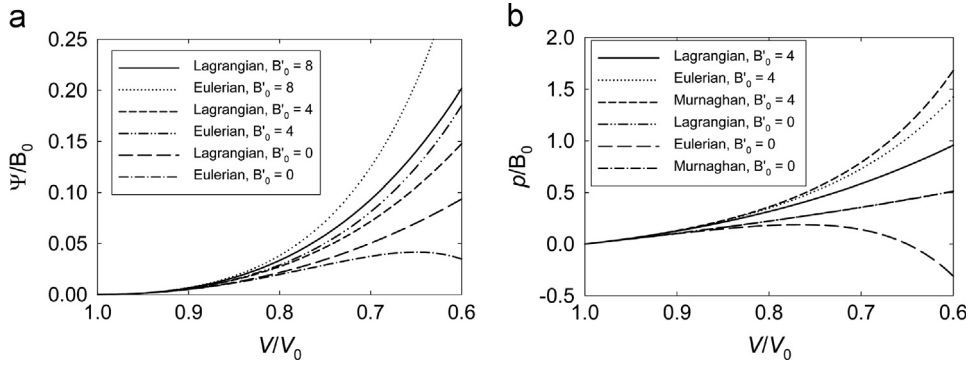 a
0.25
0.20
0.15
0.10
0.05
0.00
Ψ/B₀
Lagrangian, B'₀ = 8
Eulerian, B'₀ = 8
Lagrangian, B'₀ = 4
Eulerian, B'₀ = 4
Lagrangian, B'₀ = 0
Eulerian, B'₀ = 0
1.0 0.9 0.8 0.7 0.6
V/V₀
b
2.0
1.5
1.0
0.5
0.0
-0.5
p/B₀
Lagrangian, B'₀ = 4
Eulerian, B'₀ = 4
Murnaghan, B'₀ = 4
Lagrangian, B'₀ = 0
Eulerian, B'₀ = 0
Murnaghan, B'₀ = 0
1.0 0.9 0.8 0.7 0.6
V/V₀